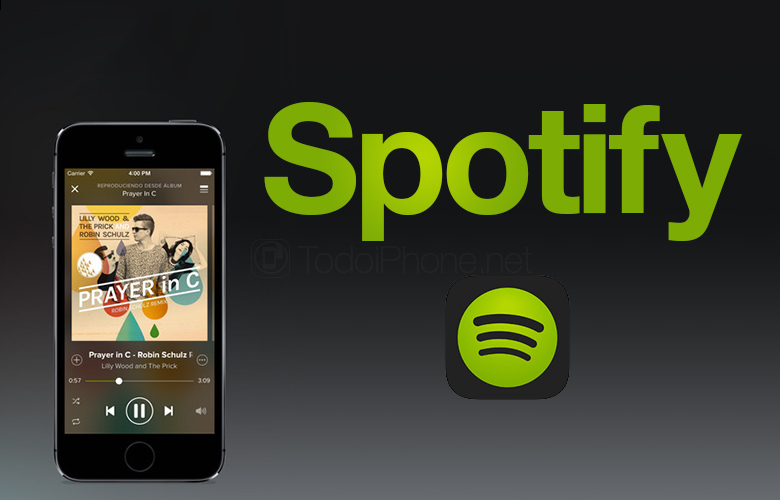 Spotify
TodoiPhone.net
Carrier
4:00 PM
REPRODUCIENDO DESDE ÁLBUM
Prayer In C
LILLY WOOD &
THE PRICK AND
ROBIN SCHULZ
PRAYER in C
ROBIN SCHULZ REMIX
Prayer in C - Robin Schulz R
Lilly Wood and The Prick
0:57
3:09